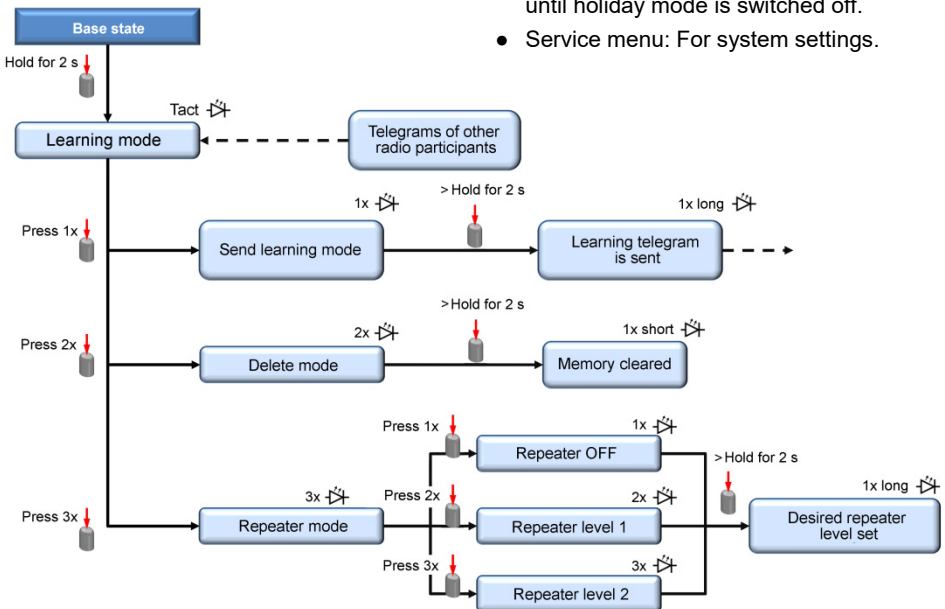 until holiday mode is switched off.
● Service menu: For system settings.
Base state
Hold for 2 s
Tact
Learning mode
Telegrams of other
radio participants
Press 1x
1x
>Hold for 2 s
1x long
Send learning mode
Learning telegram
is sent
Press 2x
2x
>Hold for 2 s
1x short
Delete mode
Memory cleared
Press 1x
1x
Repeater OFF
>Hold for 2 s
Press 3x
3x
Press 2x
2x
1x long
Repeater mode
Repeater level 1
Desired repeater
level set
Press 3x
3x
Repeater level 2